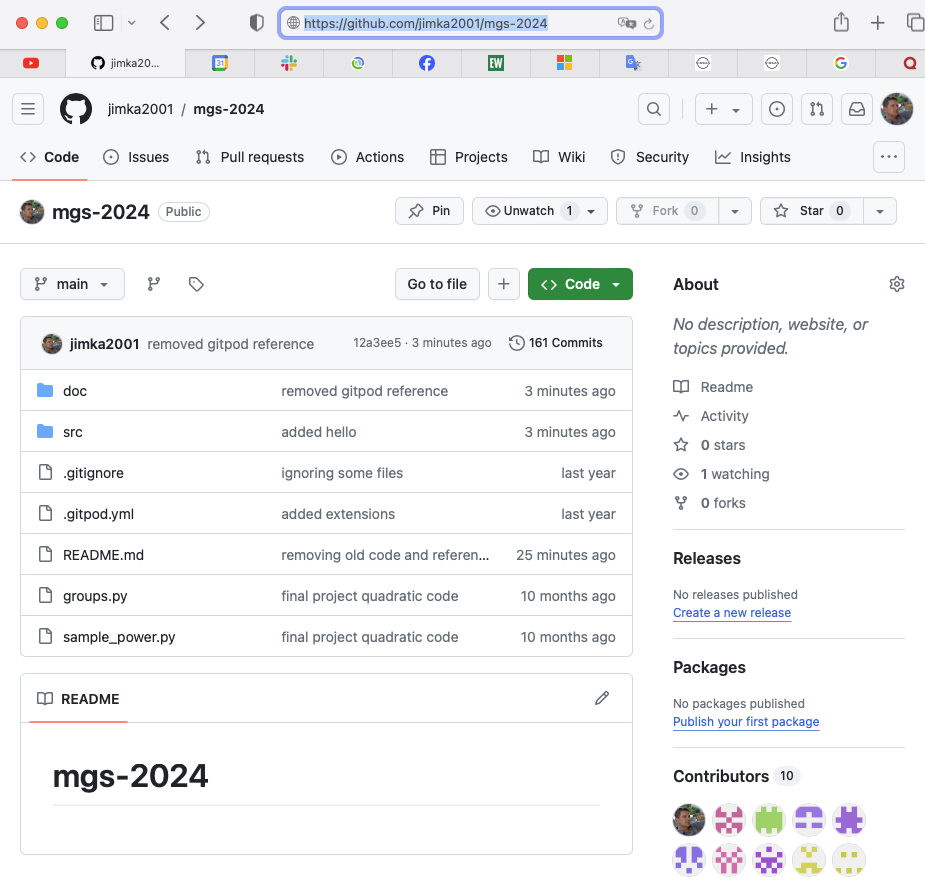 https://github.com/jimka2001/mgs-2024
jimka20...
31
EW
jimka2001 / mgs-2024
Code Issues Pull requests Actions Projects Wiki Security Insights
mgs-2024 Public Pin Unwatch 1 Fork 0 Star 0
main Go to file Code
jimka2001 removed gitpod reference 12a3ee5 · 3 minutes ago 161 Commits
doc removed gitpod reference 3 minutes ago
src added hello 3 minutes ago
.gitignore ignoring some files last year
.gitpod.yml added extensions last year
README.md removing old code and referen... 25 minutes ago
groups.py final project quadratic code 10 months ago
sample_power.py final project quadratic code 10 months ago
README
mgs-2024
About
No description, website, or
topics provided.
Readme
Activity
0 stars
1 watching
0 forks
Releases
No releases published
Create a new release
Packages
No packages published
Publish your first package
Contributors 10